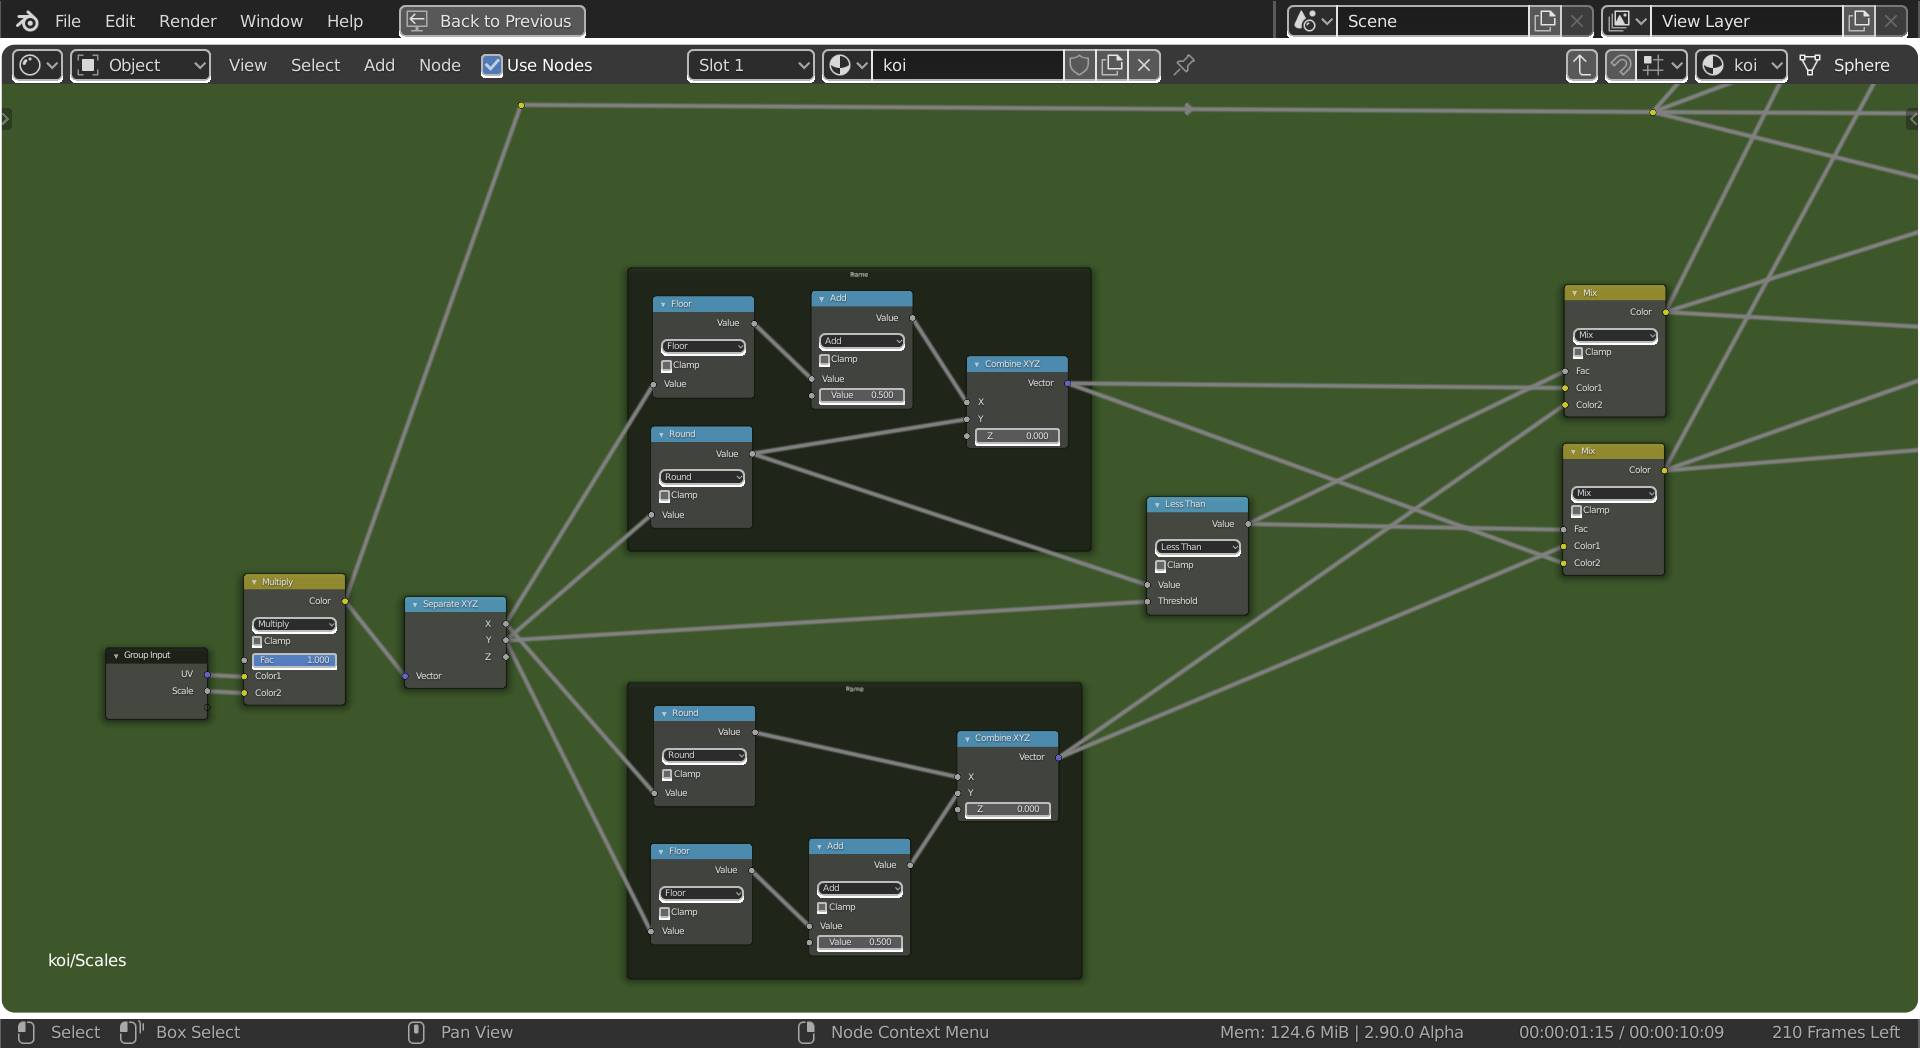 File Edit Render Window Help Back to Previous Scene View Layer
Object View Select Add Node Use Nodes Slot 1 koi koi Sphere
Floor
Value
Floor
Clamp
Value
Add
Value
Add
Clamp
Value
Value 0.500
Combine XYZ
Vector
X
Y
Z 0.000
Round
Value
Round
Clamp
Value
Mix
Color
Mix
Clamp
Fac
Color1
Color2
Mix
Color
Mix
Clamp
Fac
Color1
Color2
Less Than
Value
Less Than
Clamp
Value
Threshold
Multiply
Color
Multiply
Clamp
Fac 1.000
Color1
Color2
Separate XYZ
X
Y
Z
Vector
Group Input
UV
Scale
Round
Value
Round
Clamp
Value
Combine XYZ
Vector
X
Y
Z 0.000
Floor
Value
Floor
Clamp
Value
Add
Value
Add
Clamp
Value
Value 0.500
koi/Scales
Select Box Select Pan View Node Context Menu Mem: 124.6 MiB | 2.90.0 Alpha 00:00:01:15 / 00:00:10:09 210 Frames Left